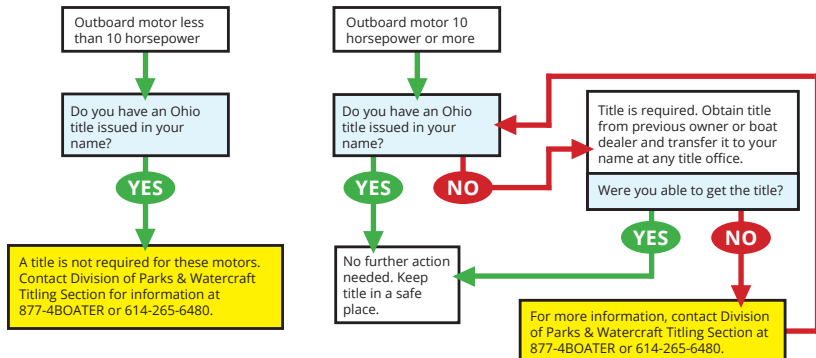 Outboard motor less
than 10 horsepower
Do you have an Ohio
title issued in your
name?
YES
A title is not required for these motors.
Contact Division of Parks & Watercraft
Titling Section for information at
877-4BOATER or 614-265-6480.
Outboard motor 10
horsepower or more
Do you have an Ohio
title issued in your
name?
YES
NO
No further action
needed. Keep
title in a safe
place.
Title is required. Obtain title
from previous owner or boat
dealer and transfer it to your
name at any title office.
Were you able to get the title?
YES
NO
For more information, contact Division
of Parks & Watercraft Titling Section at
877-4BOATER or 614-265-6480.